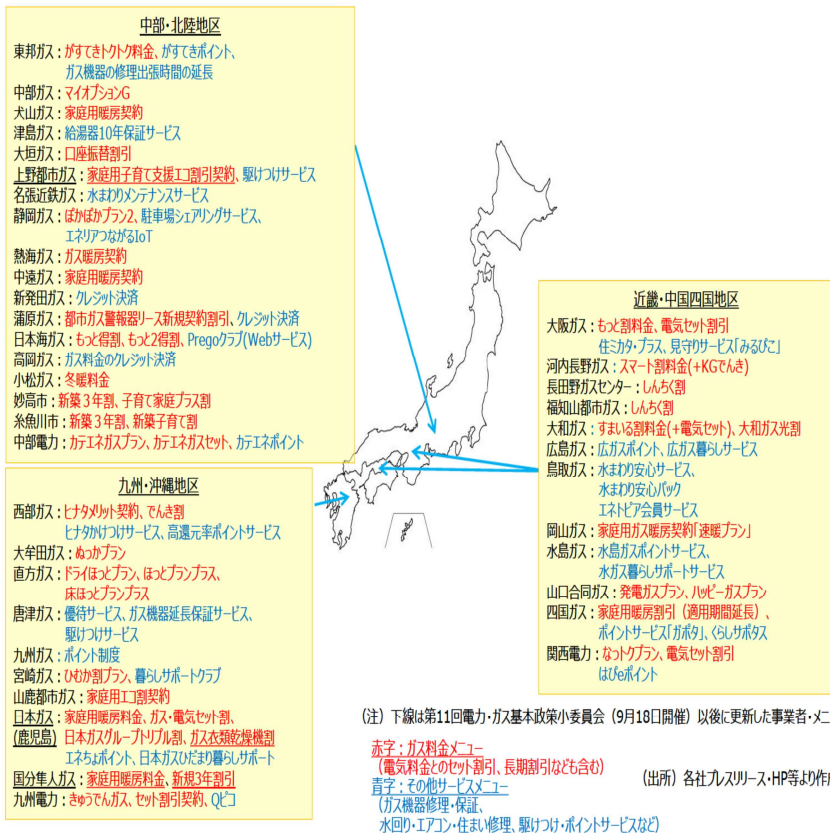 中部・北陸地区
東邦ガス：がすてきトクトク料金、がすてきポイント、
ガス機器の修理出張時間の延長
中部ガス：マイオプションG
犬山ガス：家庭用暖房契約
津島ガス：給湯器10年保証サービス
大垣ガス：口座振替割引
上野都市ガス：家庭用子育て支援エコ割引契約、駆けつけサービス
名張近鉄ガス：水まわりメンテナンスサービス
静岡ガス：ぽかぽかプラン2、駐車場シェアリングサービス、
エネリアつながるIoT
熱海ガス：ガス暖房契約
中遠ガス：家庭用暖房契約
新発田ガス：クレジット決済
蒲原ガス：都市ガス警報器リース新規契約割引、クレジット決済
日本海ガス：もっと得割、もっと2得割、Pregoクラブ(Webサービス)
高岡ガス：ガス料金のクレジット決済
小松ガス：冬暖料金
妙高市：新築３年割、子育て家庭プラス割
糸魚川市：新築３年割、新築子育て割
中部電力：カテエネガスプラン、カテエネガスセット、カテエネポイント
九州・沖縄地区
西部ガス：ヒナタメリット契約、でんき割
ヒナタかけつけサービス、高還元率ポイントサービス
大牟田ガス：ぬっかプラン
直方ガス：ドライほっとプラン、ほっとプランプラス、
床ほっとプランプラス
唐津ガス：優待サービス、ガス機器延長保証サービス、
駆けつけサービス
九州ガス：ポイント制度
宮崎ガス：ひむか割プラン、暮らしサポートクラブ
山鹿都市ガス：家庭用エコ割契約
日本ガス：家庭用暖房料金、ガス・電気セット割、
(鹿児島) 日本ガスグループトリプル割、ガス衣類乾燥機割
エネちょポイント、日本ガスひだまり暮らしサポート
国分隼人ガス：家庭用暖房料金、新規3年割引
九州電力：きゅうでんガス、セット割引契約、Qピコ
近畿・中国四国地区
大阪ガス：もっと割料金、電気セット割引
住ミカタ・プラス、見守りサービス「みるぴこ」
河内長野ガス：スマート割料金(+KGでんき)
長田野ガスセンター：しんちく割
福知山都市ガス：しんちく割
大和ガス：すまいる割料金(+電気セット)、大和ガス光割
広島ガス：広ガスポイント、広ガス暮らしサービス
鳥取ガス：水まわり安心サービス、
水まわり安心パック
エネトピア会員サービス
岡山ガス：家庭用ガス暖房契約「速暖プラン」
水島ガス：水島ガスポイントサービス、
水ガス暮らしサポートサービス
山口合同ガス：発電ガスプラン、ハッピーガスプラン
四国ガス：家庭用暖房割引（適用期間延長）、
ポイントサービス「ガポタ」、くらしサポタス
関西電力：なっトクプラン、電気セット割引
はぴeポイント
（注）下線は第11回電力・ガス基本政策小委員会（9月18日開催）以後に更新した事業者・メニ
赤字：ガス料金メニュー
（電気料金とのセット割引、長期割引なども含む）
青字：その他サービスメニュー
（ガス機器修理・保証、
水回り・エアコン・住まい修理、駆けつけ・ポイントサービスなど）
（出所）各社プレスリリース・HP等より作成